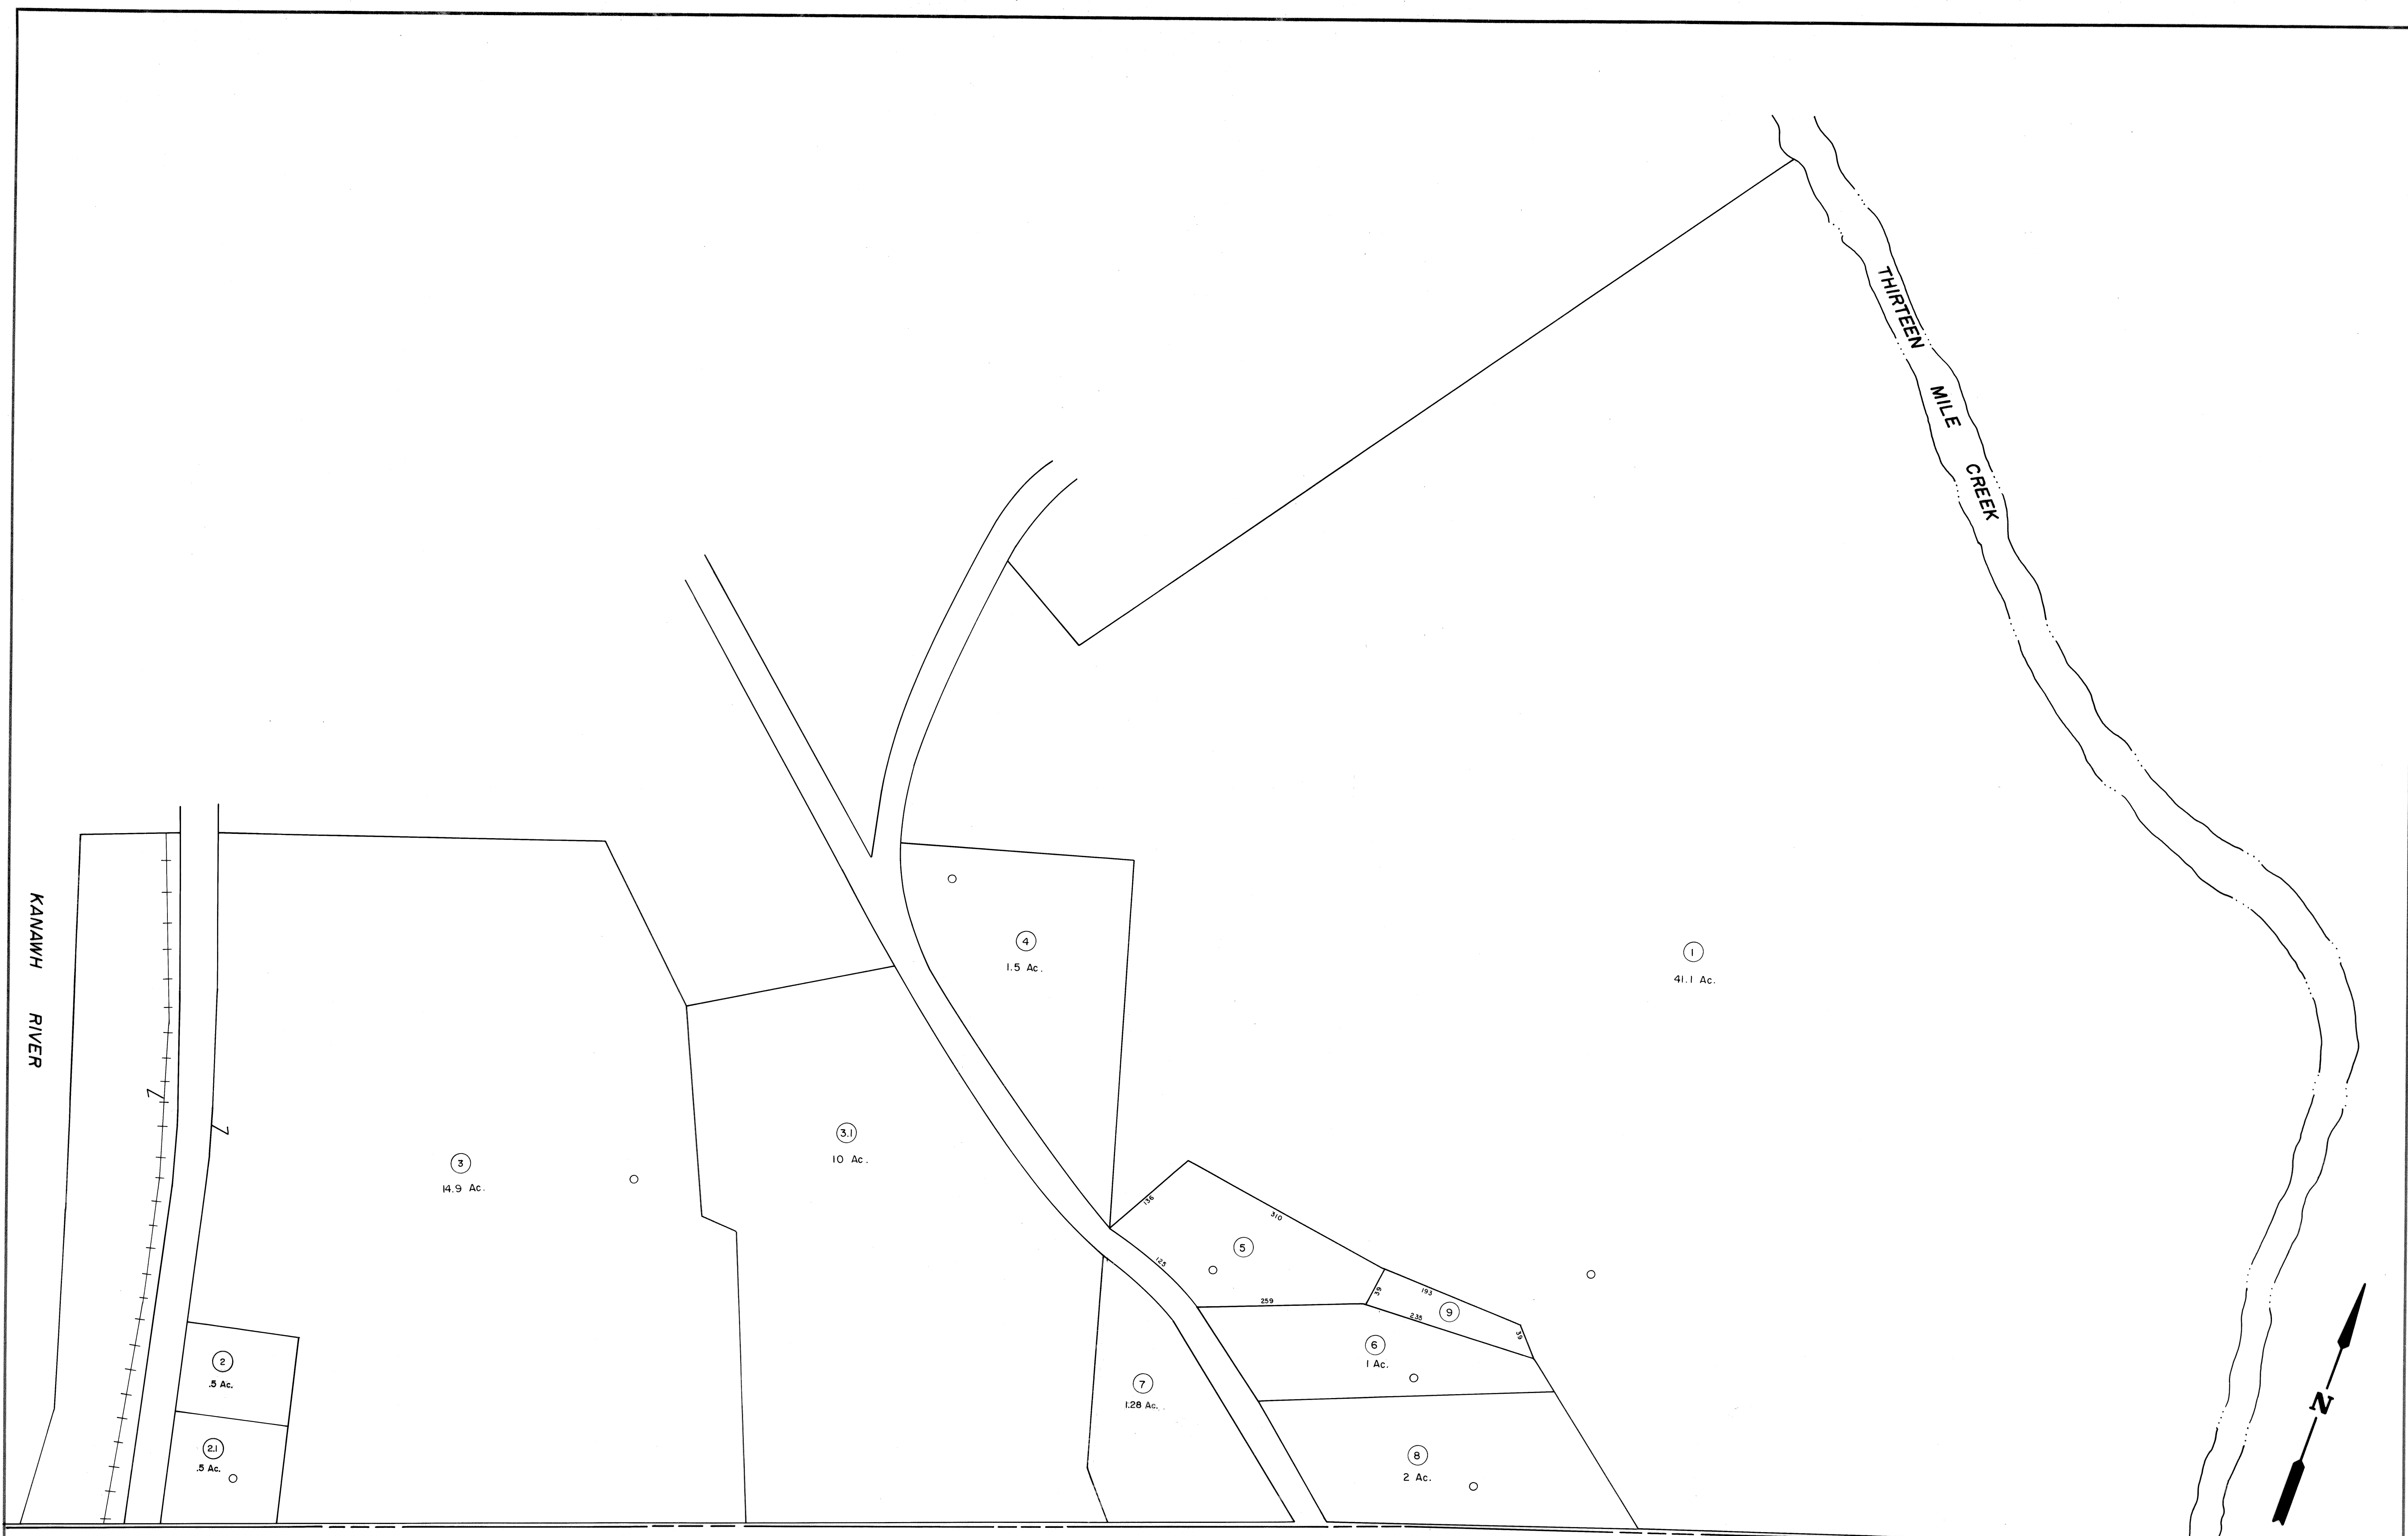 THIRTEEN MILE CREEK
KANAWH RIVER
4
1.5 Ac.
1
41.1 Ac.
3.1
10 Ac.
3
14.9 Ac.
136
310
5
125
259
39
193
9
235
39
6
1 Ac.
2
.5 Ac.
7
1.28 Ac.
8
2 Ac.
2.1
.5 Ac.
N